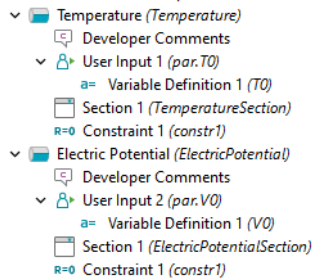 Temperature (Temperature)
Developer Comments
User Input 1 (par.T0)
a= Variable Definition 1 (T0)
Section 1 (TemperatureSection)
R=0 Constraint 1 (constr1)
Electric Potential (ElectricPotential)
Developer Comments
User Input 2 (par.V0)
a= Variable Definition 1 (V0)
Section 1 (ElectricPotentialSection)
R=0 Constraint 1 (constr1)